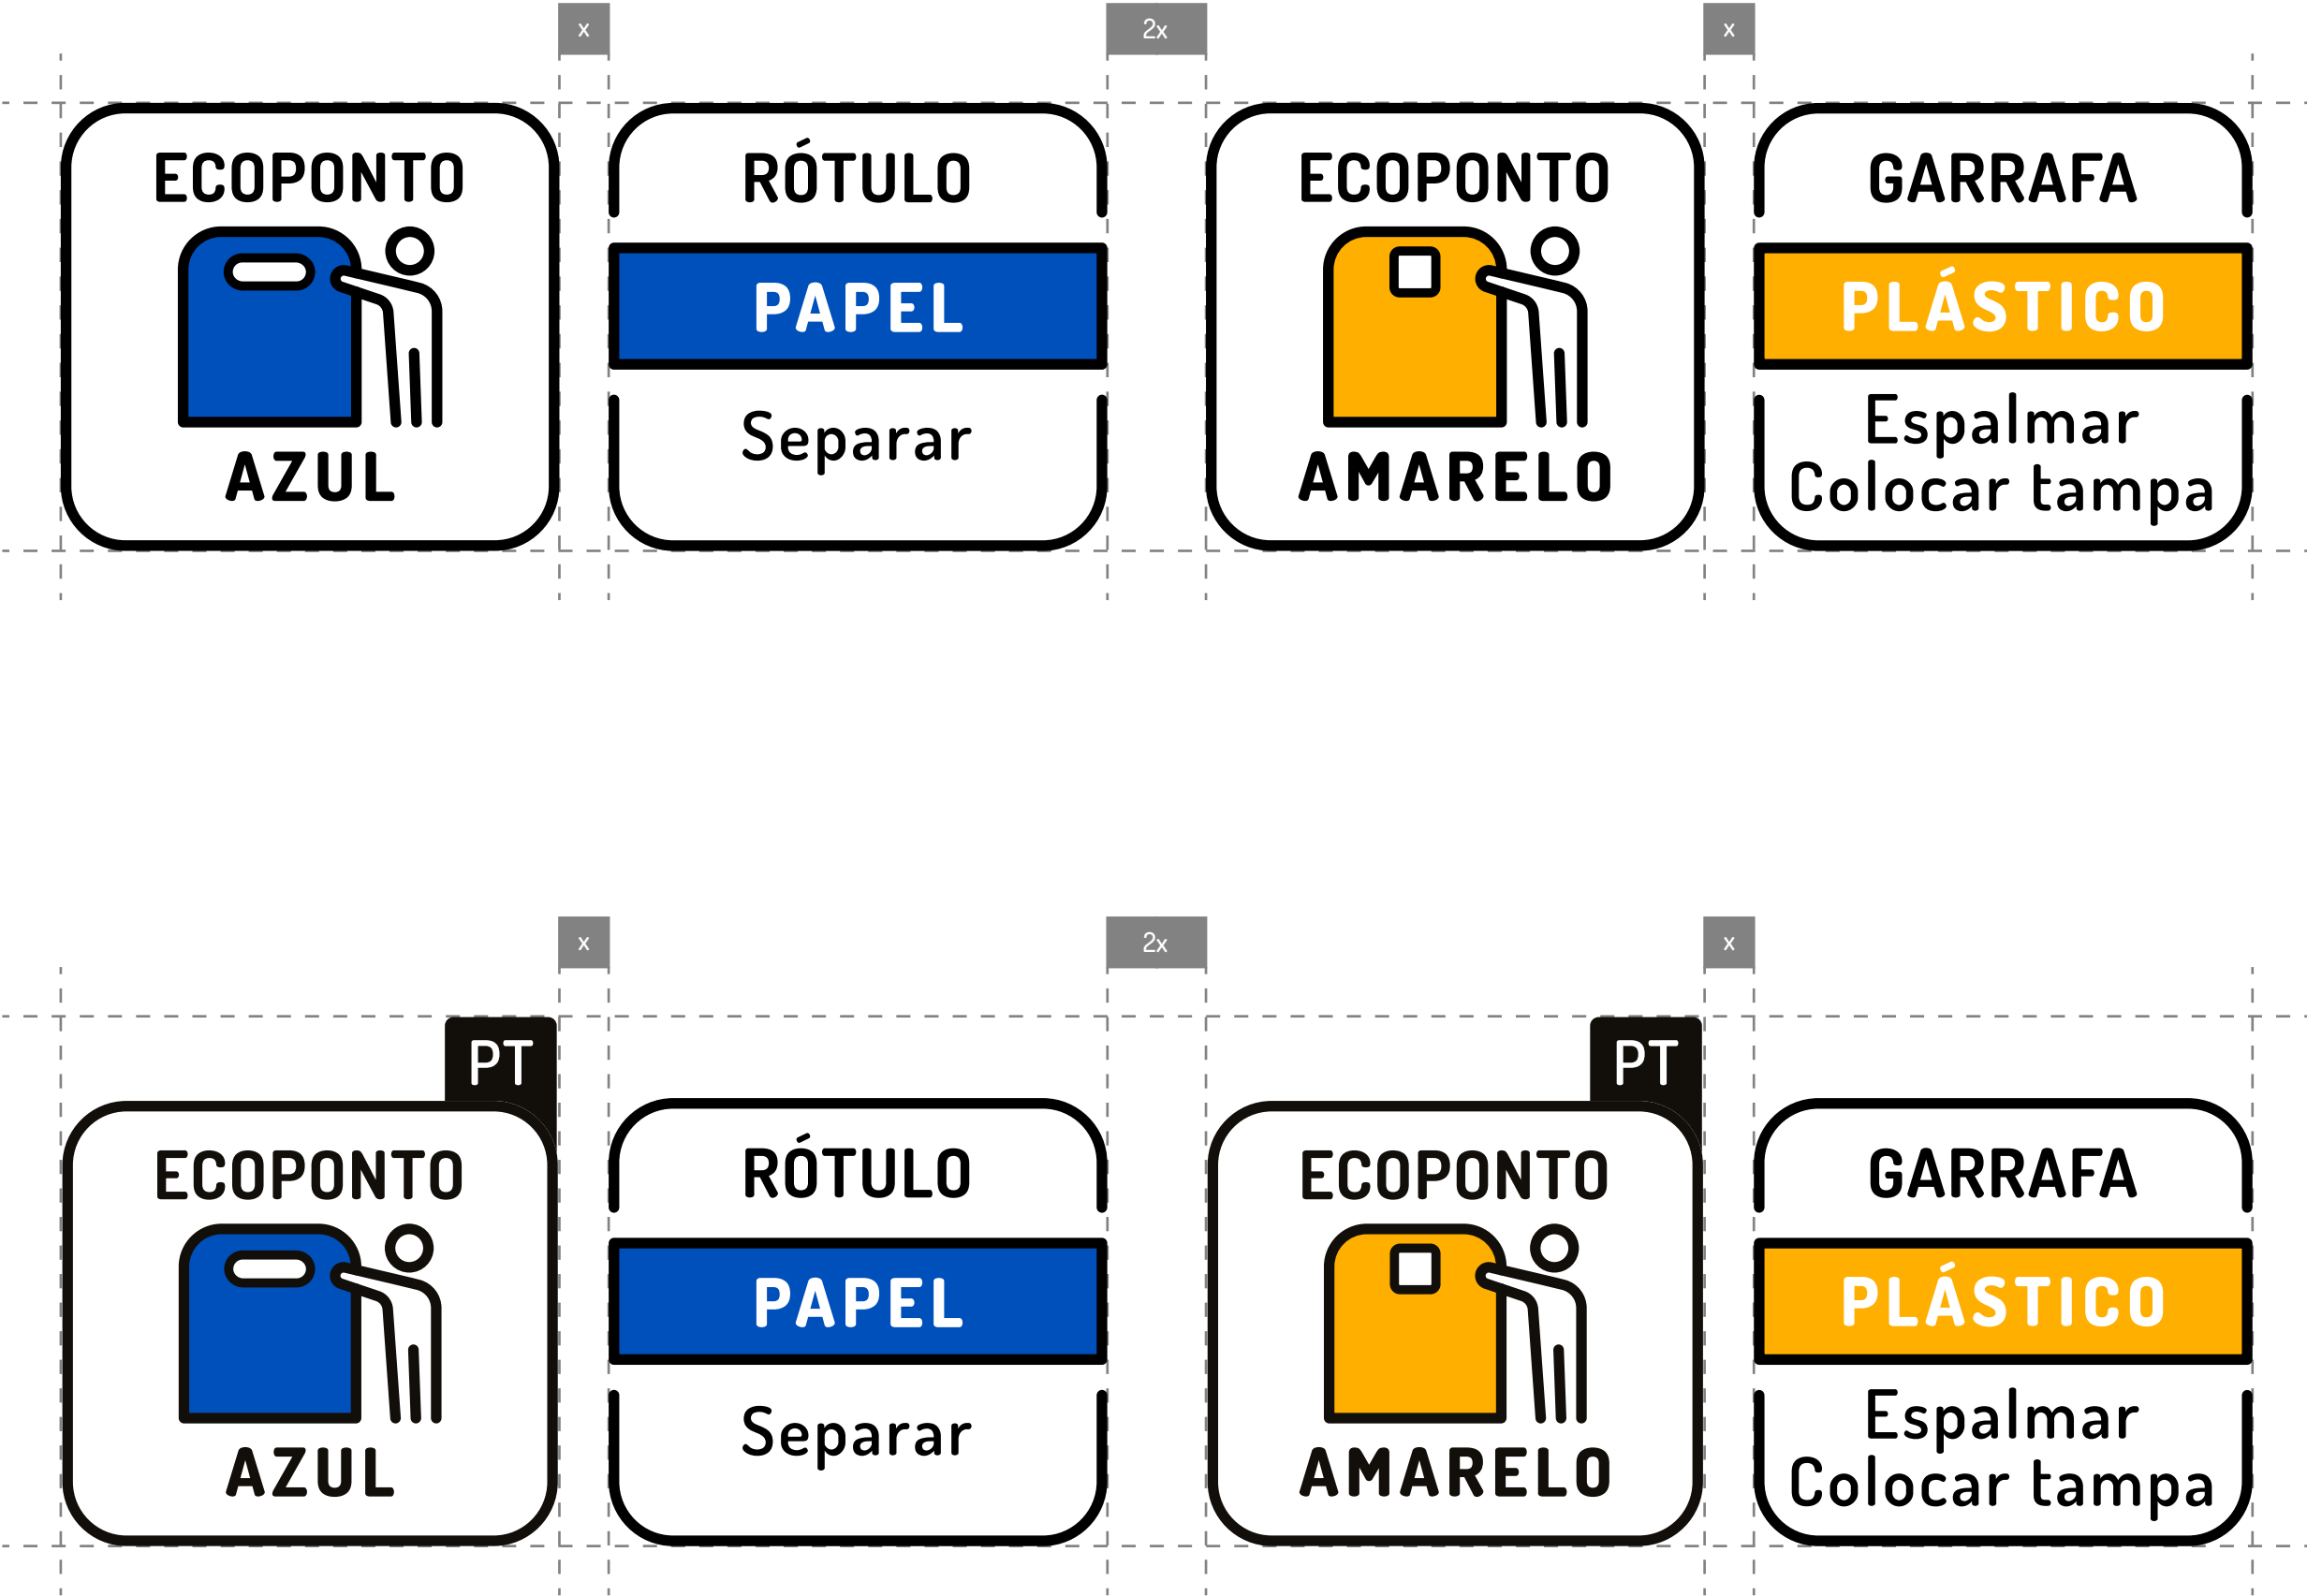 x
2x
x
ECOPONTO
AZUL
RÓTULO
PAPEL
Separar
ECOPONTO
AMARELO
GARRAFA
PLÁSTICO
Espalmar
Colocar tampa
x
2x
x
PT
ECOPONTO
AZUL
RÓTULO
PAPEL
Separar
PT
ECOPONTO
AMARELO
GARRAFA
PLÁSTICO
Espalmar
Colocar tampa